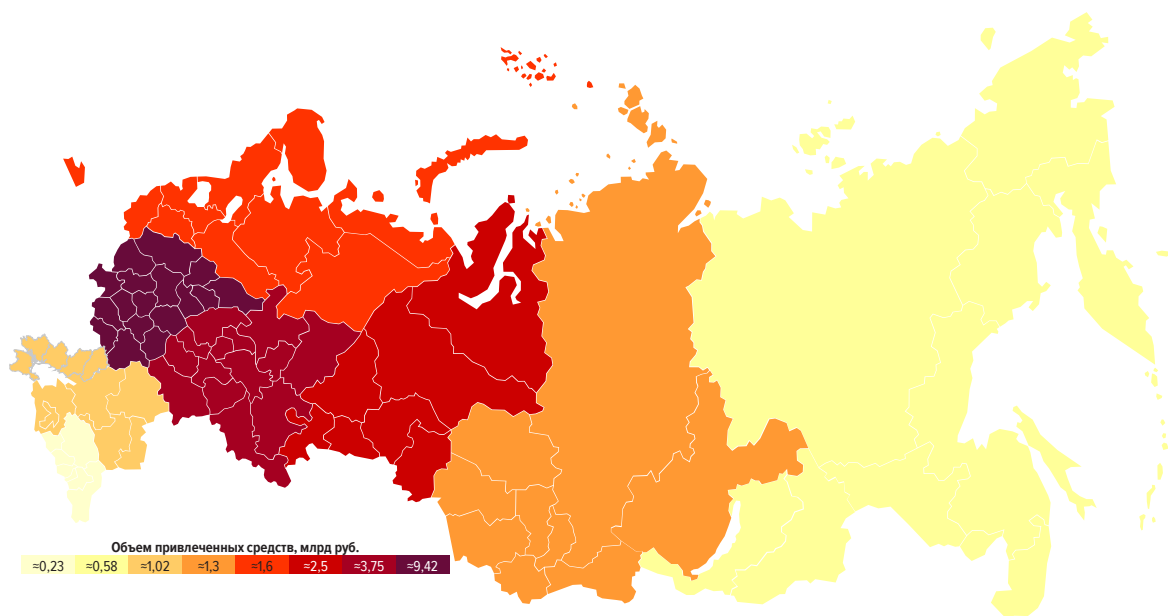 Объем привлеченных средств, млрд руб.
≈0,23 ≈0,58 ≈1,02 ≈1,3 ≈1,6 ≈2,5 ≈3,75 ≈9,42